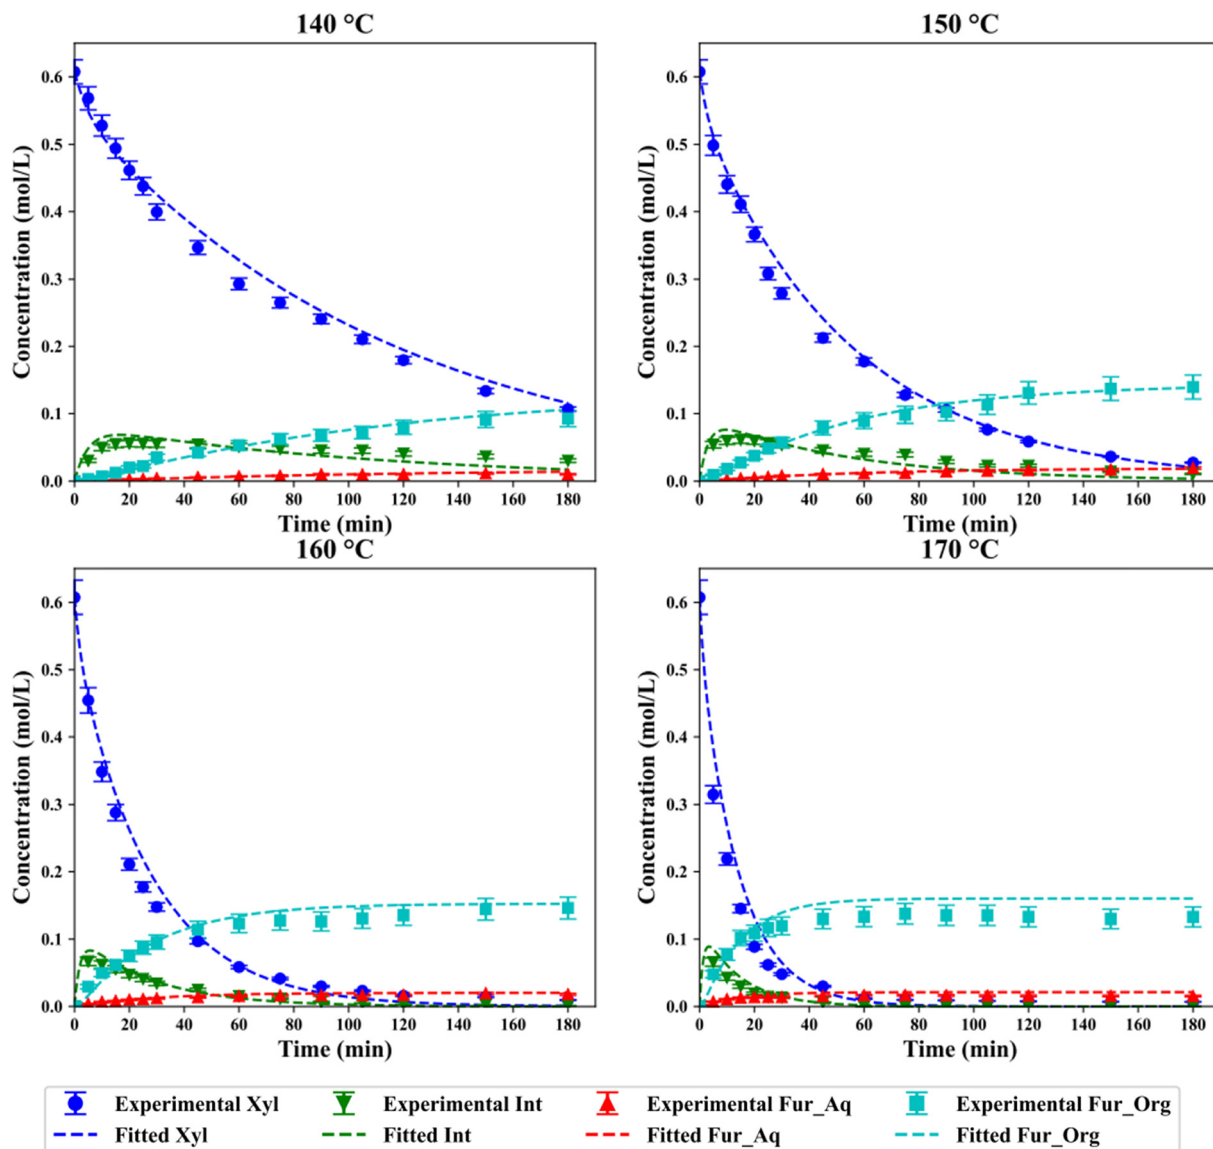 140 °C
150 °C
Concentration (mol/L)
0.6
0.5
0.4
0.3
0.2
0.1
0.0
0 20 40 60 80 100 120 140 160 180
Time (min)
Concentration (mol/L)
0.6
0.5
0.4
0.3
0.2
0.1
0.0
0 20 40 60 80 100 120 140 160 180
Time (min)
160 °C
170 °C
Concentration (mol/L)
0.6
0.5
0.4
0.3
0.2
0.1
0.0
0 20 40 60 80 100 120 140 160 180
Time (min)
Concentration (mol/L)
0.6
0.5
0.4
0.3
0.2
0.1
0.0
0 20 40 60 80 100 120 140 160 180
Time (min)
Experimental Xyl Experimental Int Experimental Fur_Aq Experimental Fur_Org
Fitted Xyl Fitted Int Fitted Fur_Aq Fitted Fur_Org